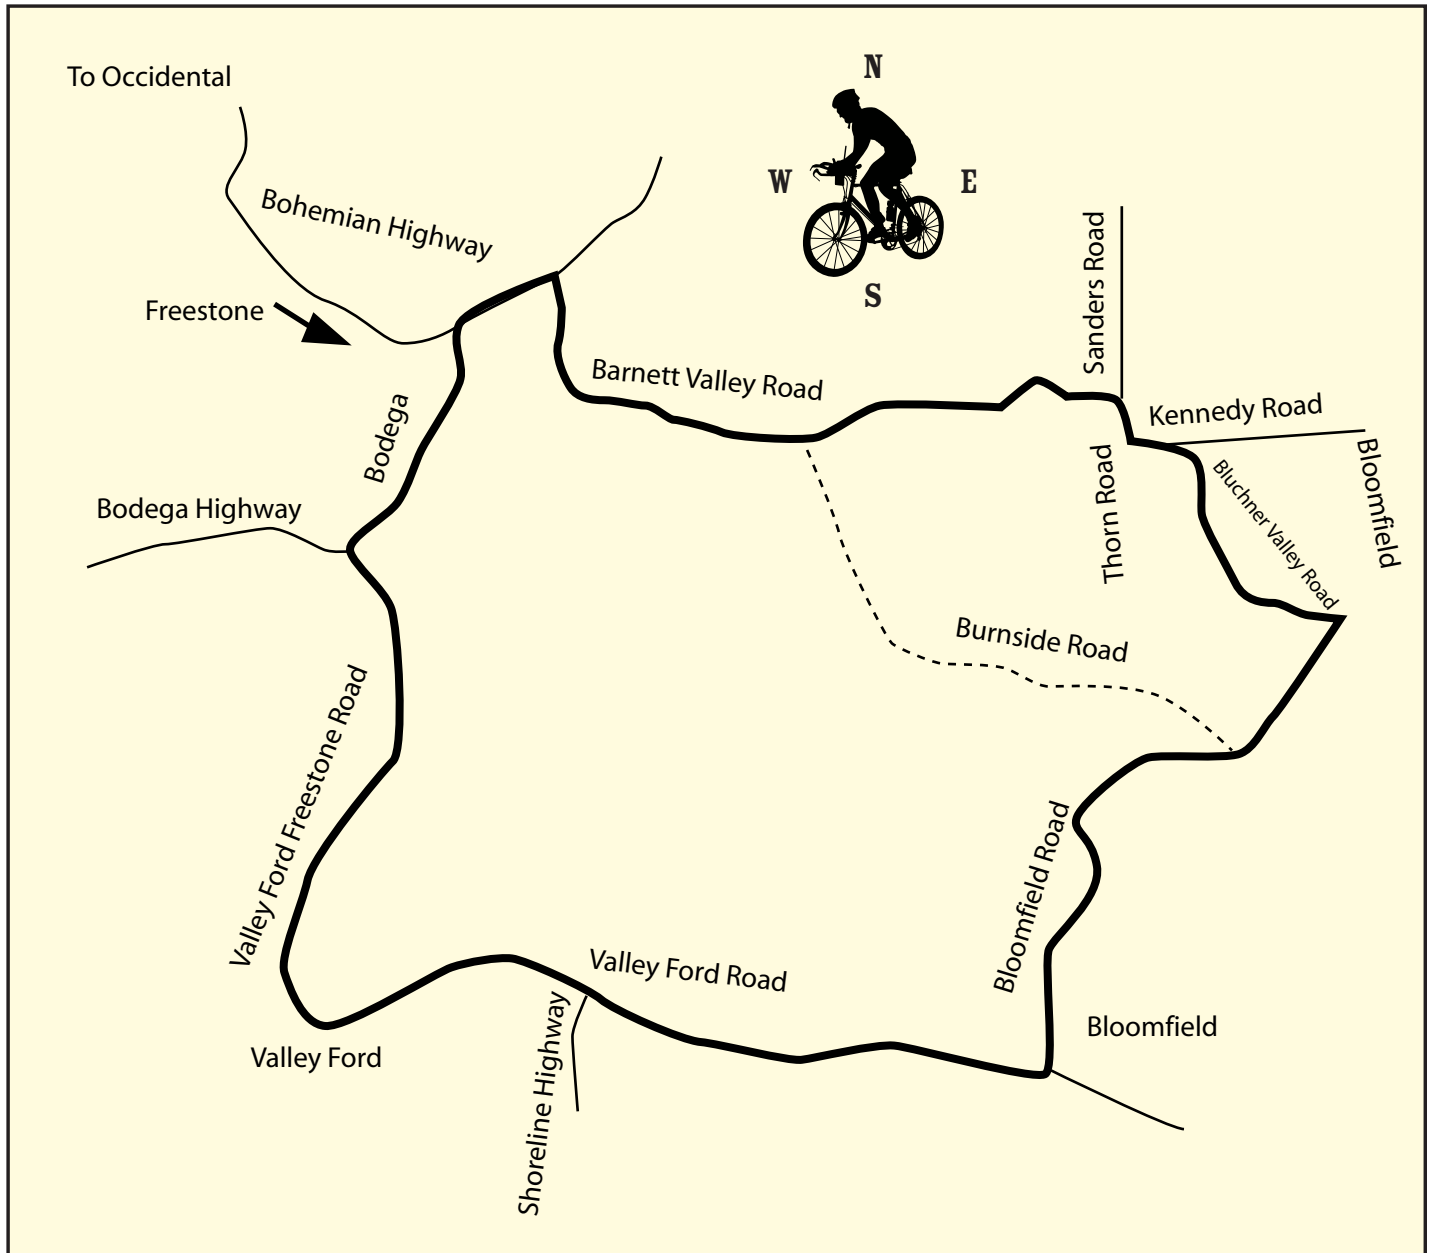 N
To Occidental
W
E
Bohemian Highway
Sanders Road
S
Freestone
Barnett Valley Road
Kennedy Road
Bodega
Bloomfield
Thorn Road
Bluchner Valley Road
Bodega Highway
Burnside Road
Valley Ford Freestone Road
Bloomfield Road
Valley Ford Road
Bloomfield
Valley Ford
Shoreline Highway